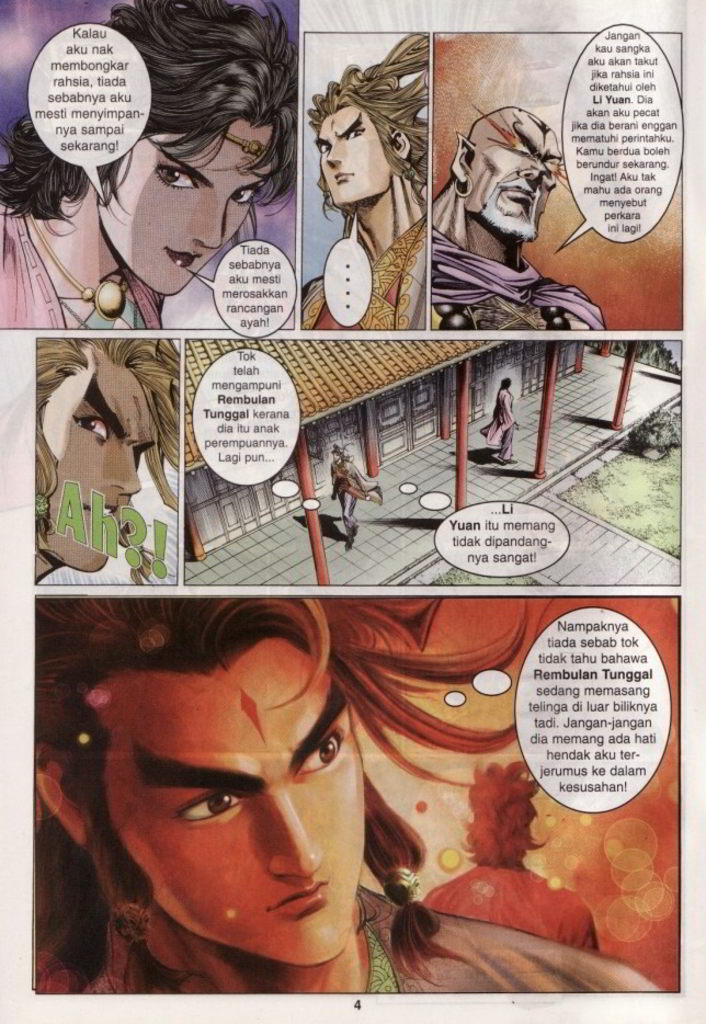 Kalau
aku nak
membongkar
rahsia, tiada
sebabnya aku
mesti menyimpan-
nya sampai
sekarang!
Tiada
sebabnya
aku mesti
merosakkan
rancangan
ayah!
...
Jangan
kau sangka
aku akan takut
jika rahsia ini
diketahui oleh
Li Yuan. Dia
akan aku pecat
jika dia berani enggan
mematuhi perintahku.
Kamu berdua boleh
berundur sekarang.
Ingat! Aku tak
mahu ada orang
menyebut
perkara
ini lagi!
Ah?!
Tok
telah
mengampuni
Rembulan
Tunggal kerana
dia itu anak
perempuannya.
Lagi pun...
...Li
Yuan itu memang
tidak dipandang-
nya sangat!
Nampaknya
tiada sebab tok
tidak tahu bahawa
Rembulan Tunggal
sedang memasang
telinga di luar biliknya
tadi. Jangan-jangan
dia memang ada hati
hendak aku ter-
jerumus ke dalam
kesusahan!
4